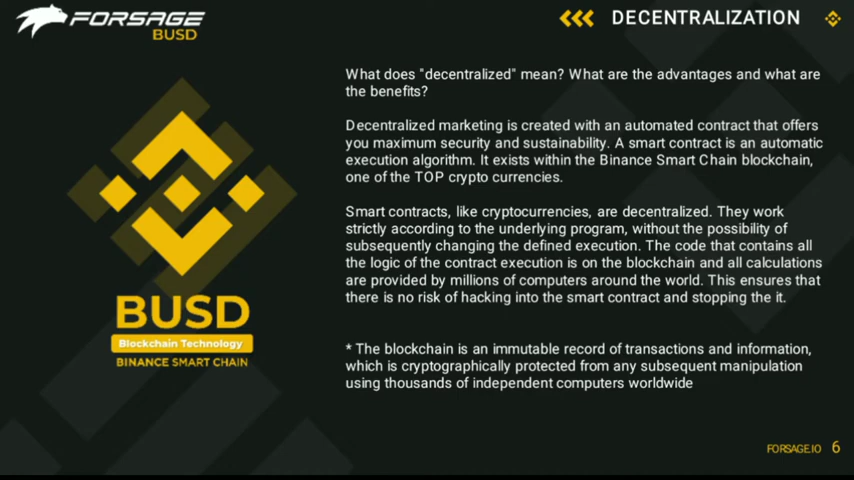 FORSAGE
BUSD
DECENTRALIZATION
What does "decentralized" mean? What are the advantages and what are
the benefits?
Decentralized marketing is created with an automated contract that offers
you maximum security and sustainability. A smart contract is an automatic
execution algorithm. It exists within the Binance Smart Chain blockchain,
one of the TOP crypto currencies.
Smart contracts, like cryptocurrencies, are decentralized. They work
strictly according to the underlying program, without the possibility of
subsequently changing the defined execution. The code that contains all
the logic of the contract execution is on the blockchain and all calculations
are provided by millions of computers around the world. This ensures that
there is no risk of hacking into the smart contract and stopping the it.
* The blockchain is an immutable record of transactions and information,
which is cryptographically protected from any subsequent manipulation
using thousands of independent computers worldwide
BUSD
Blockchain Technology
BINANCE SMART CHAIN
FORSAGE.IO 6